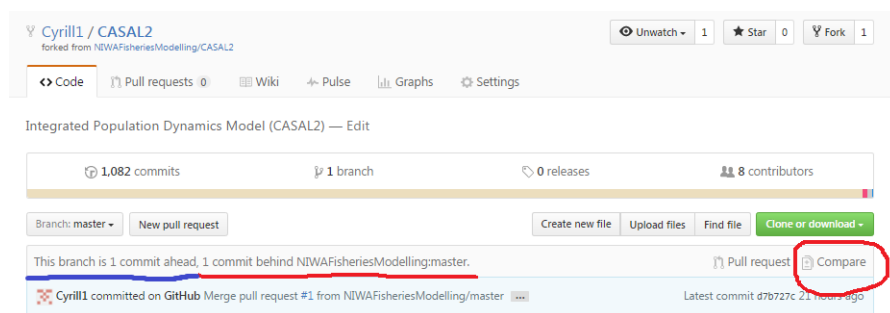 Cyrill1 / CASAL2
forked from NIWAFisheriesModelling/CASAL2
Unwatch 1 Star 0 Fork 1
Code Pull requests 0 Wiki Pulse Graphs Settings
Integrated Population Dynamics Model (CASAL2) — Edit
1,082 commits 1 branch 0 releases 8 contributors
Branch: master New pull request Create new file Upload files Find file Clone or download
This branch is 1 commit ahead, 1 commit behind NIWAFisheriesModelling:master. Pull request Compare
Cyrill1 committed on GitHub Merge pull request #1 from NIWAFisheriesModelling/master ... Latest commit d7b727c 21 hours ago